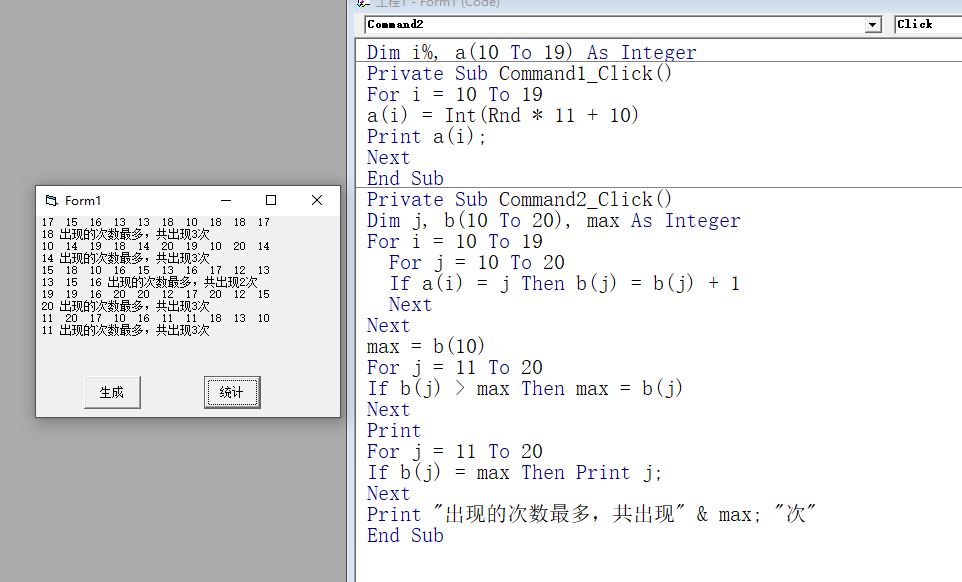 工程1 - Form1 (Code)
Command2
Click
Dim i%, a(10 To 19) As Integer
Private Sub Command1_Click()
For i = 10 To 19
a(i) = Int(Rnd * 11 + 10)
Print a(i);
Next
End Sub
Private Sub Command2_Click()
Dim j, b(10 To 20), max As Integer
For i = 10 To 19
For j = 10 To 20
If a(i) = j Then b(j) = b(j) + 1
Next
Next
max = b(10)
For j = 11 To 20
If b(j) > max Then max = b(j)
Next
Print
For j = 11 To 20
If b(j) = max Then Print j;
Next
Print "出现的次数最多，共出现" & max; "次"
End Sub
Form1
17 15 16 13 13 18 10 18 18 17
18 出现的次数最多，共出现3次
10 14 19 18 14 20 19 10 20 14
14 出现的次数最多，共出现3次
15 18 10 16 15 13 16 17 12 13
13 15 16 出现的次数最多，共出现2次
19 19 16 20 20 12 17 20 12 15
20 出现的次数最多，共出现3次
11 20 17 10 16 11 11 18 13 10
11 出现的次数最多，共出现3次
生成
统计